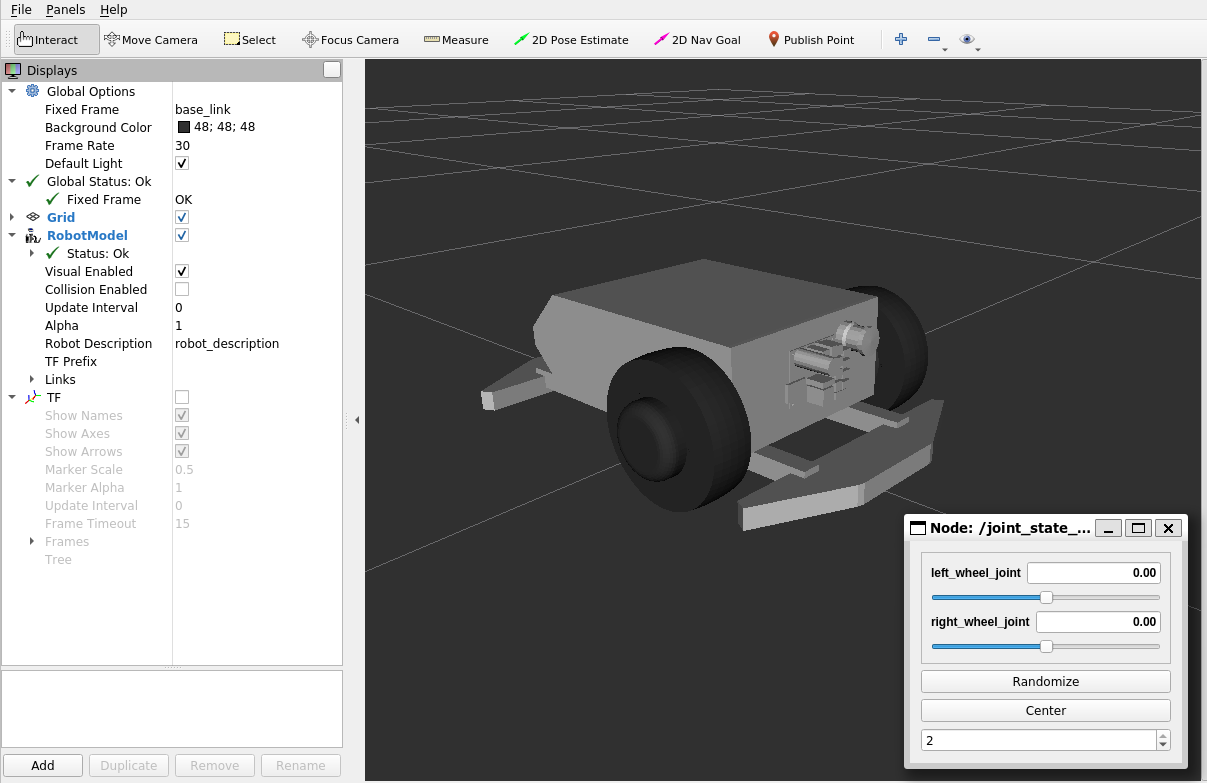 File Panels Help
Interact Move Camera Select Focus Camera Measure 2D Pose Estimate 2D Nav Goal Publish Point
Displays
Global Options
Fixed Frame base_link
Background Color 48; 48; 48
Frame Rate 30
Default Light
Global Status: Ok
Fixed Frame OK
Grid
RobotModel
Status: Ok
Visual Enabled
Collision Enabled
Update Interval 0
Alpha 1
Robot Description robot_description
TF Prefix
Links
TF
Show Names
Show Axes
Show Arrows
Marker Scale 0.5
Marker Alpha 1
Update Interval 0
Frame Timeout 15
Frames
Tree
Add Duplicate Remove Rename
Node: /joint_state_...
left_wheel_joint 0.00
right_wheel_joint 0.00
Randomize
Center
2